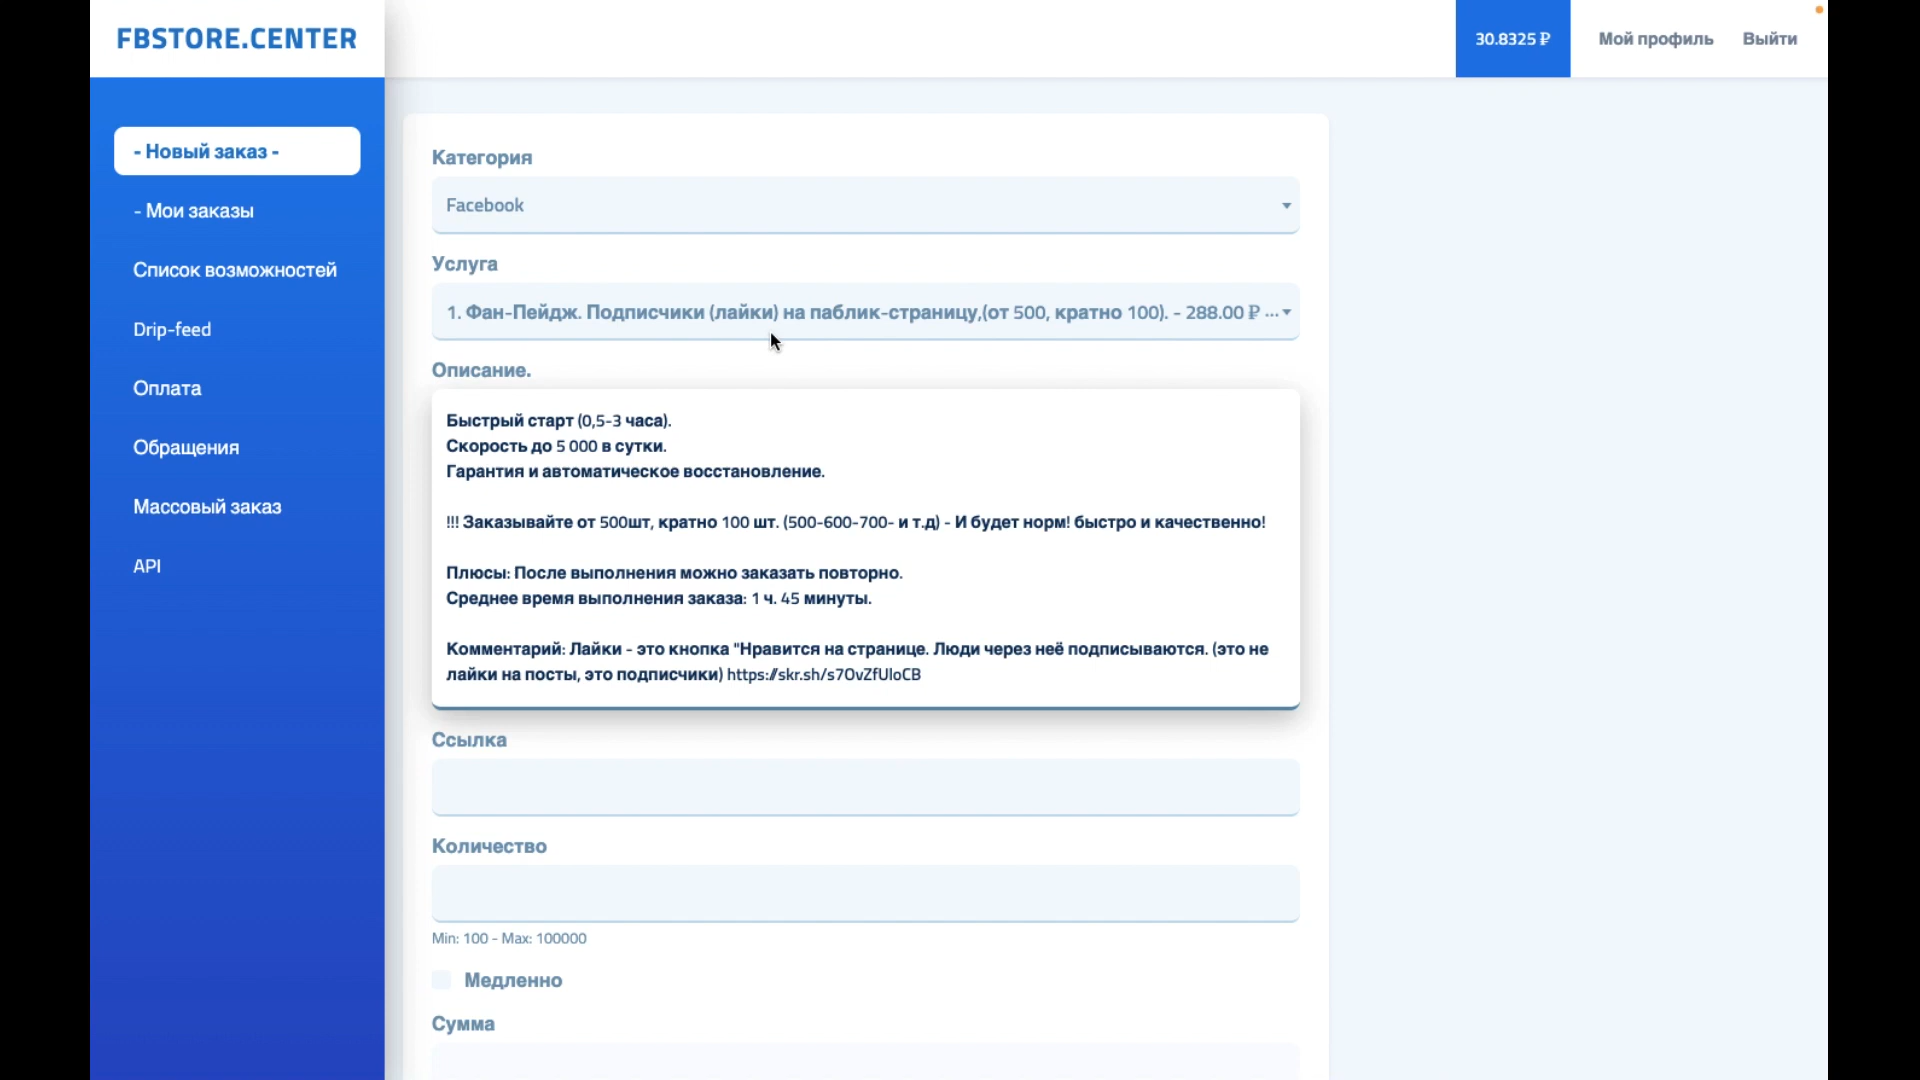 FBSTORE.CENTER
30.8325 ₽
Мой профиль
Выйти
- Новый заказ -
- Мои заказы
Список возможностей
Drip-feed
Оплата
Обращения
Массовый заказ
API
Категория
Facebook
Услуга
1. Фан-Пейдж. Подписчики (лайки) на паблик-страницу,(от 500, кратно 100). - 288.00 ₽ ...
Описание.
Быстрый старт (0,5-3 часа).
Скорость до 5 000 в сутки.
Гарантия и автоматическое восстановление.
!!! Заказывайте от 500шт, кратно 100 шт. (500-600-700- и т.д) - И будет норм! быстро и качественно!
Плюсы: После выполнения можно заказать повторно.
Среднее время выполнения заказа: 1 ч. 45 минуты.
Комментарий: Лайки - это кнопка "Нравится на странице. Люди через неё подписываются. (это не
лайки на посты, это подписчики) https://skr.sh/s7OvZfUloCB
Ссылка
Количество
Min: 100 - Max: 100000
Медленно
Сумма